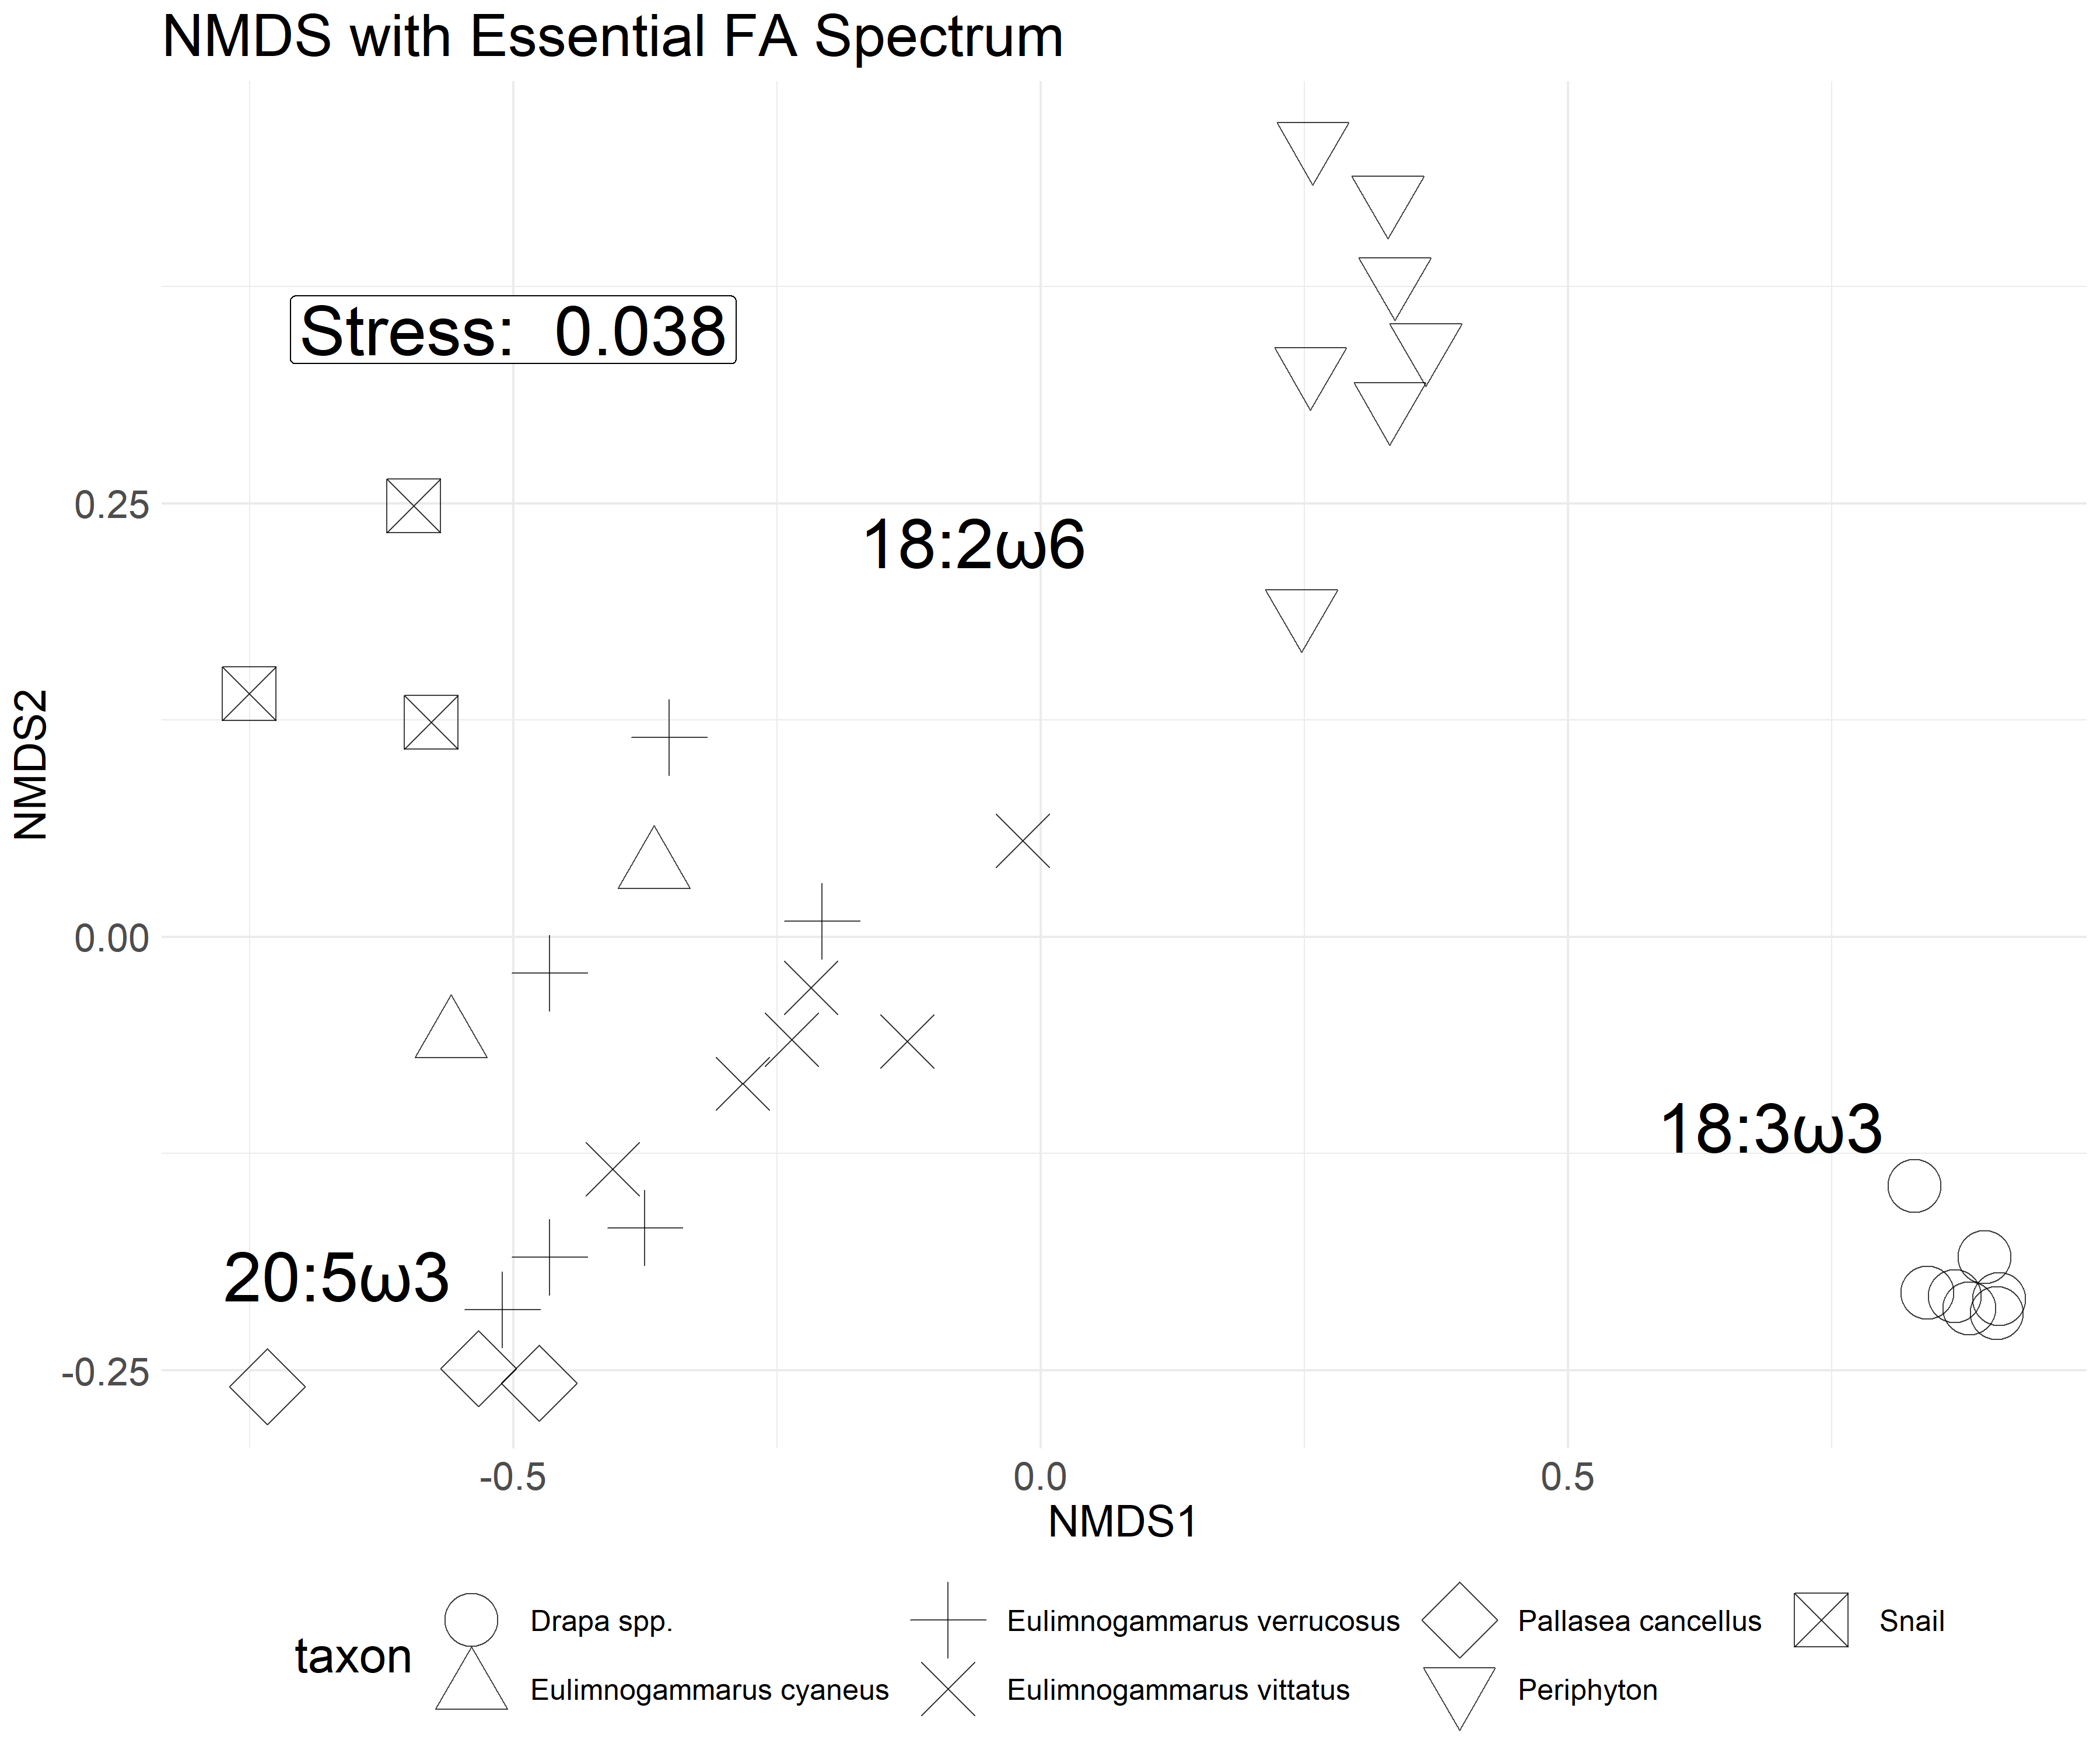 NMDS with Essential FA Spectrum
Stress:  0.038
0.25
18:2ω6
NMDS2
0.00
18:3ω3
20:5ω3
-0.25
-0.5
0.0
0.5
NMDS1
taxon
Drapa spp.
Eulimnogammarus verrucosus
Pallasea cancellus
Snail
Eulimnogammarus cyaneus
Eulimnogammarus vittatus
Periphyton